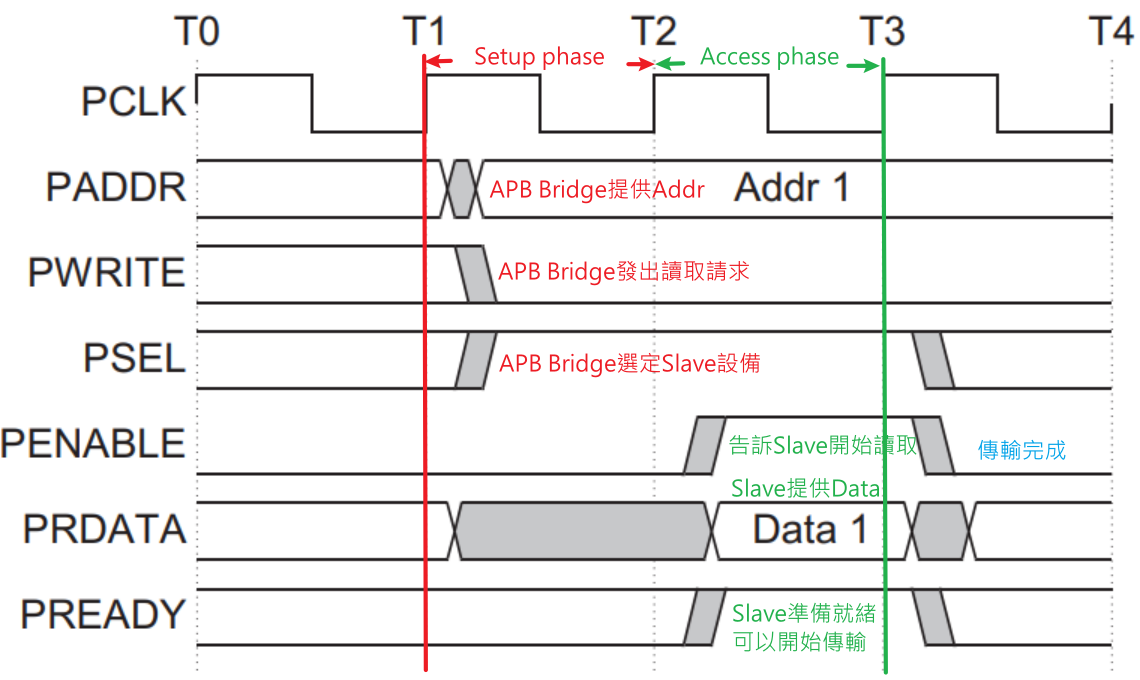 T0 T1 T2 T3 T4
Setup phase Access phase
PCLK
PADDR APB Bridge提供Addr Addr 1
PWRITE APB Bridge發出讀取請求
PSEL APB Bridge選定Slave設備
PENABLE 告訴Slave開始讀取 傳輸完成
Slave提供Data
PRDATA Data 1
PREADY Slave準備就緒
可以開始傳輸